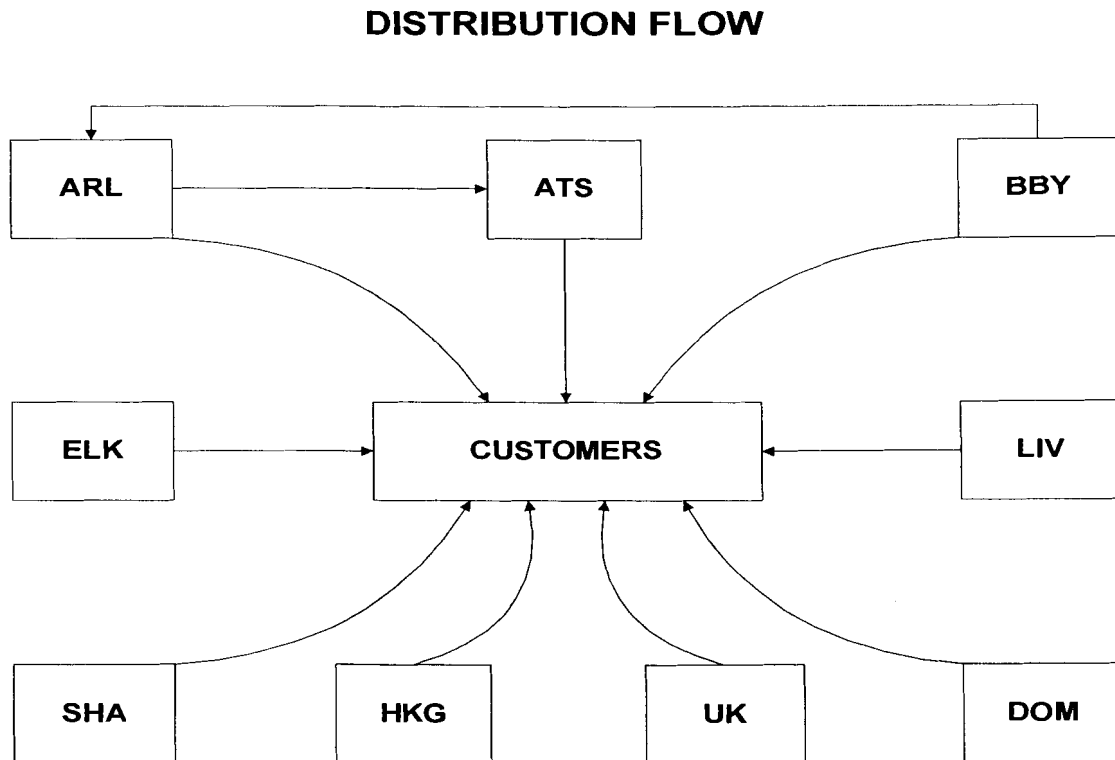 DISTRIBUTION FLOW
ARL
ATS
BBY
ELK
CUSTOMERS
LIV
SHA
HKG
UK
DOM